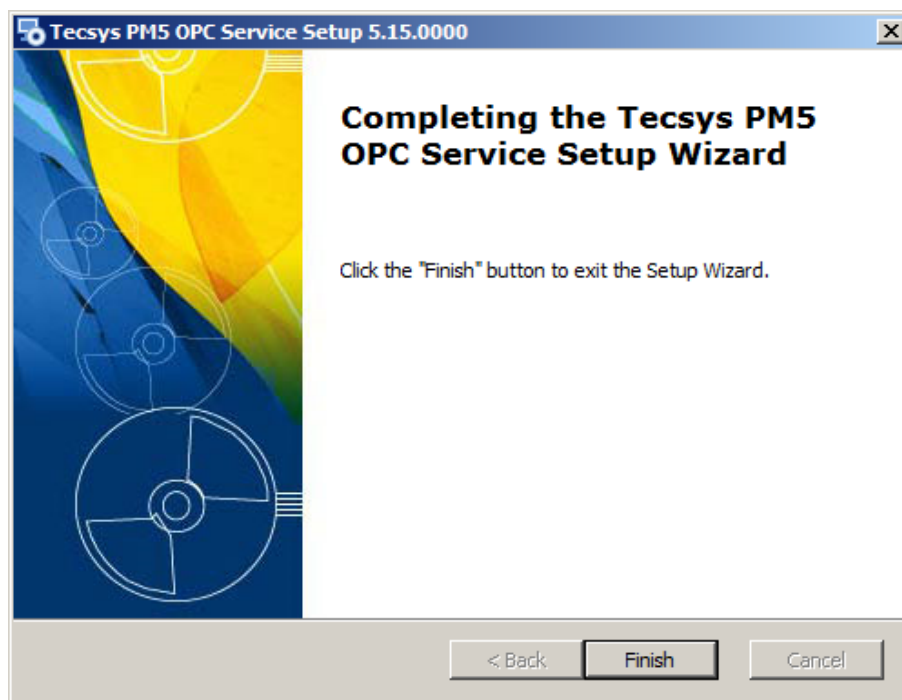 Tecsys PM5 OPC Service Setup 5.15.0000
Completing the Tecsys PM5
OPC Service Setup Wizard
Click the "Finish" button to exit the Setup Wizard.
< Back
Finish
Cancel